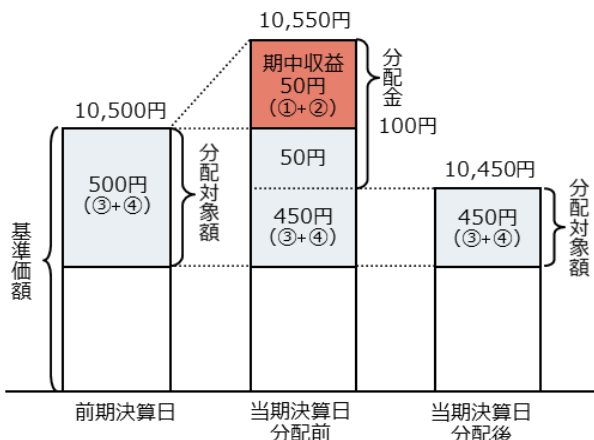 10,550円
期中収益
50円
(①+②)
分配金
100円
10,500円
500円
(③+④)
分配対象額
50円
450円
(③+④)
10,450円
450円
(③+④)
分配対象額
基準価額
前期決算日
当期決算日
分配前
当期決算日
分配後